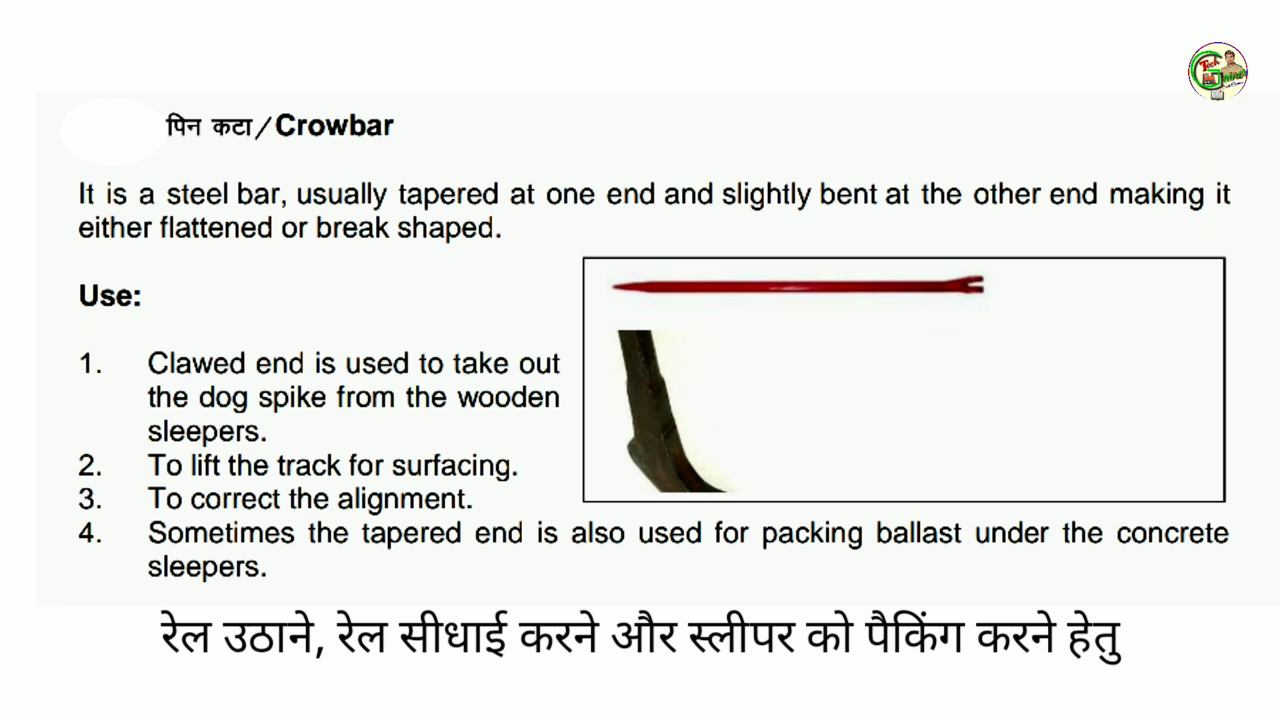 पिन कटा/Crowbar
It is a steel bar, usually tapered at one end and slightly bent at the other end making it
either flattened or break shaped.
Use:
1. Clawed end is used to take out
the dog spike from the wooden
sleepers.
2. To lift the track for surfacing.
3. To correct the alignment.
4. Sometimes the tapered end is also used for packing ballast under the concrete
sleepers.
रेल उठाने, रेल सीधाई करने और स्लीपर को पैकिंग करने हेतु